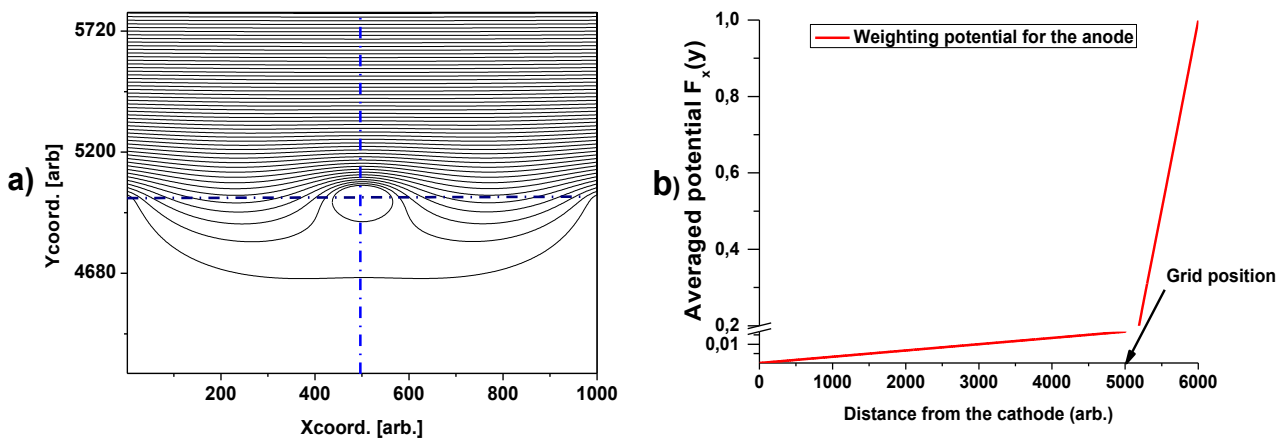 a)
Ycoord. [arb]
5720
5200
4680
200
400
600
800
1000
Xcoord. [arb.]
b)
Averaged potential F_x(y)
1,0
0,8
0,6
0,4
0,2
0,01
Weighting potential for the anode
Grid position
0
1000
2000
3000
4000
5000
6000
Distance from the cathode (arb.)